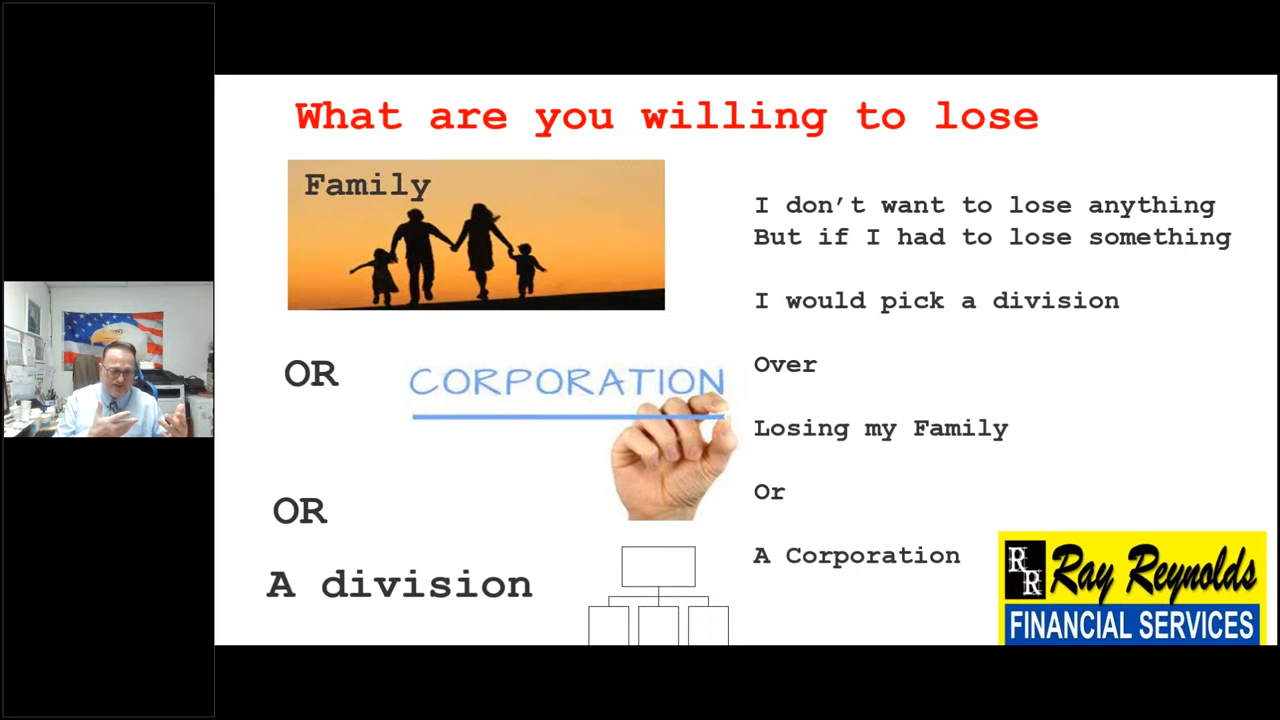 What are you willing to lose
Family
OR
CORPORATION
OR
A division
I don’t want to lose anything
But if I had to lose something
I would pick a division
Over
Losing my Family
Or
A Corporation
RR
Ray Reynolds
FINANCIAL SERVICES